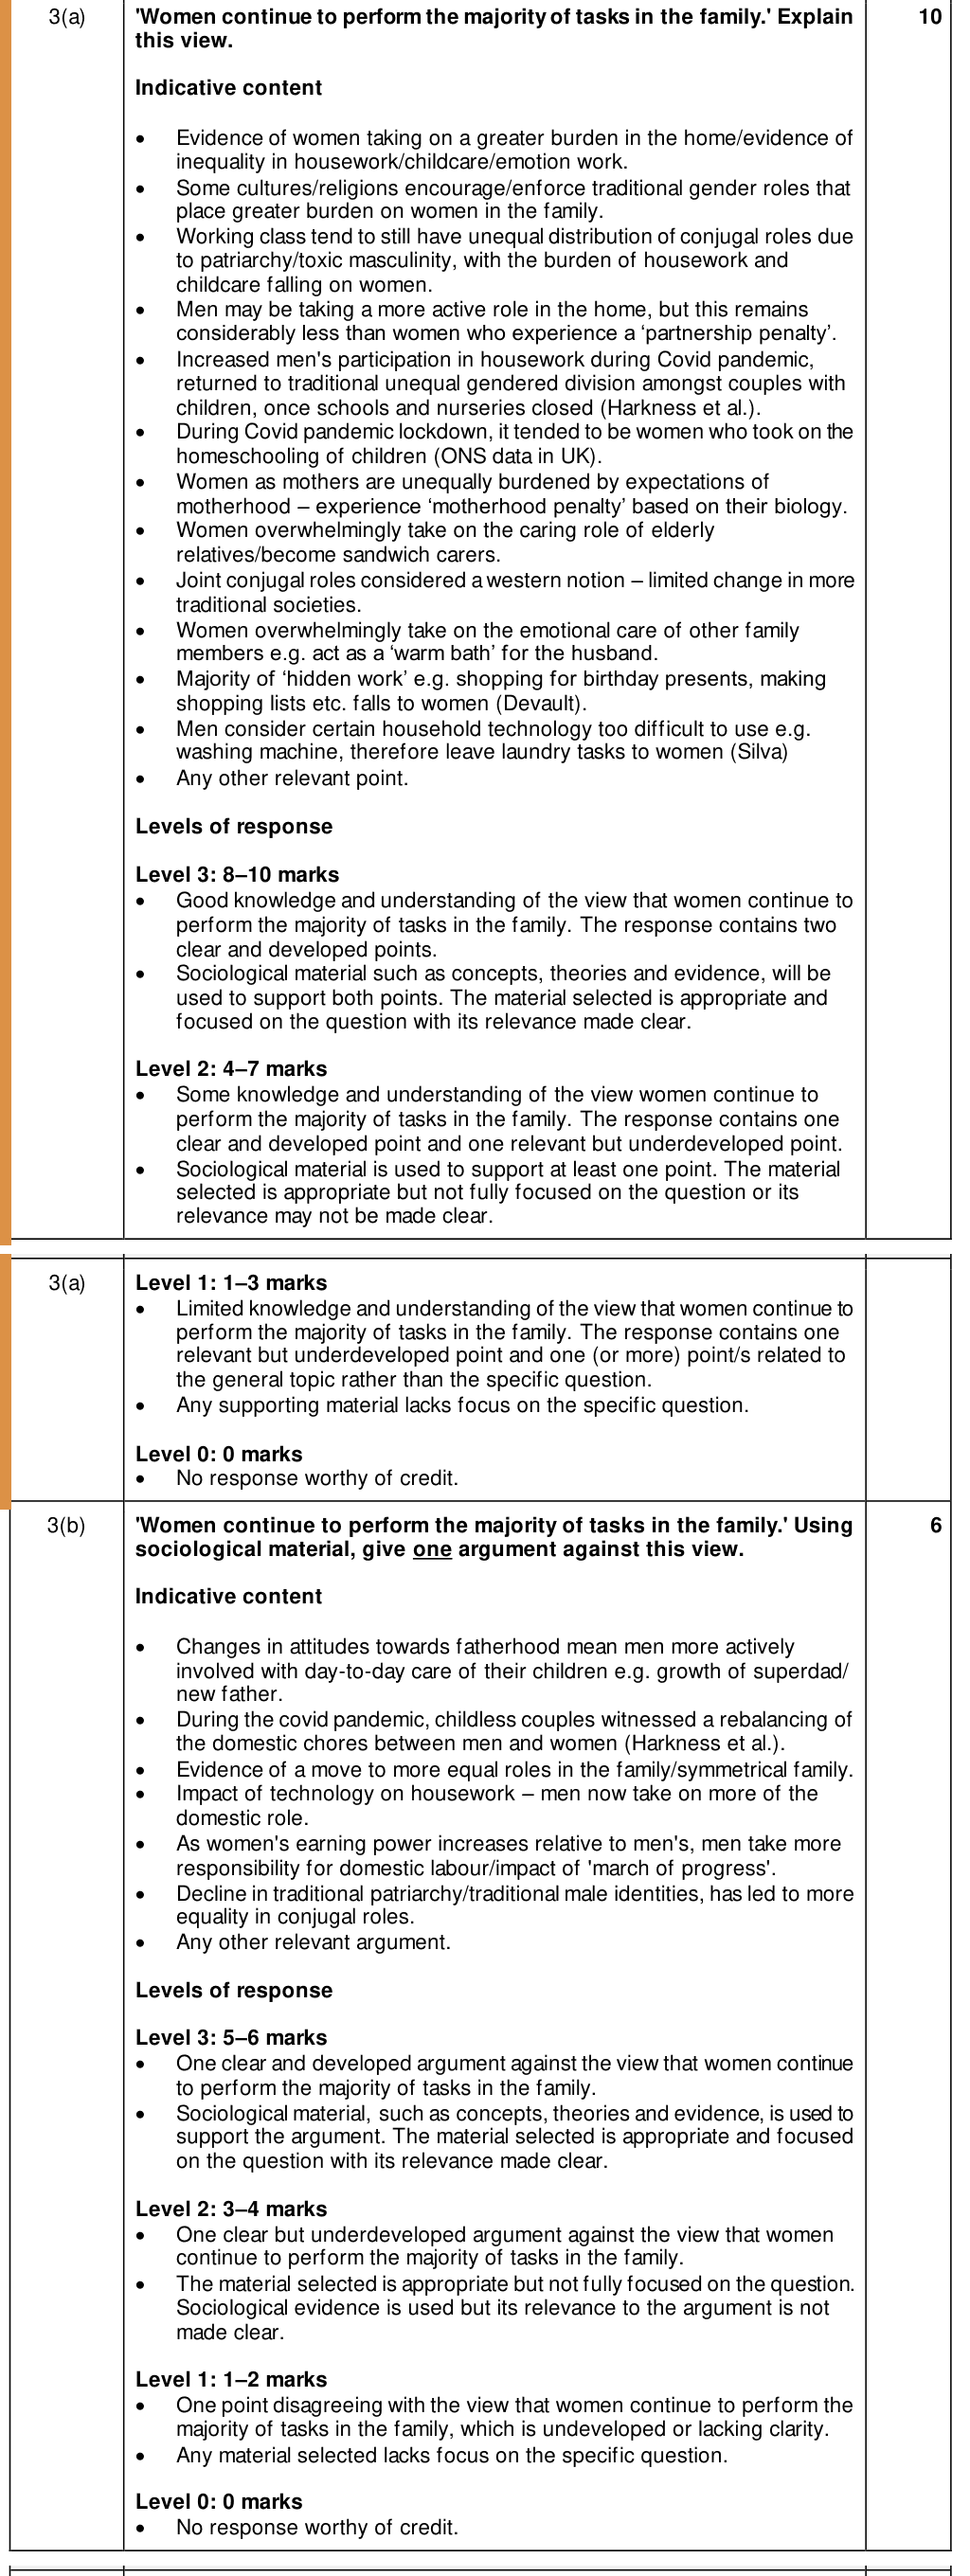 3(a) 'Women continue to perform the majority of tasks in the family.' Explain 10
this view.
Indicative content
• Evidence of women taking on a greater burden in the home/evidence of
inequality in housework/childcare/emotion work.
• Some cultures/religions encourage/enforce traditional gender roles that
place greater burden on women in the family.
• Working class tend to still have unequal distribution of conjugal roles due
to patriarchy/toxic masculinity, with the burden of housework and
childcare falling on women.
• Men may be taking a more active role in the home, but this remains
considerably less than women who experience a ‘partnership penalty’.
• Increased men's participation in housework during Covid pandemic,
returned to traditional unequal gendered division amongst couples with
children, once schools and nurseries closed (Harkness et al.).
• During Covid pandemic lockdown, it tended to be women who took on the
homeschooling of children (ONS data in UK).
• Women as mothers are unequally burdened by expectations of
motherhood – experience ‘motherhood penalty’ based on their biology.
• Women overwhelmingly take on the caring role of elderly
relatives/become sandwich carers.
• Joint conjugal roles considered a western notion – limited change in more
traditional societies.
• Women overwhelmingly take on the emotional care of other family
members e.g. act as a ‘warm bath’ for the husband.
• Majority of ‘hidden work’ e.g. shopping for birthday presents, making
shopping lists etc. falls to women (Devault).
• Men consider certain household technology too difficult to use e.g.
washing machine, therefore leave laundry tasks to women (Silva)
• Any other relevant point.
Levels of response
Level 3: 8–10 marks
• Good knowledge and understanding of the view that women continue to
perform the majority of tasks in the family. The response contains two
clear and developed points.
• Sociological material such as concepts, theories and evidence, will be
used to support both points. The material selected is appropriate and
focused on the question with its relevance made clear.
Level 2: 4–7 marks
• Some knowledge and understanding of the view women continue to
perform the majority of tasks in the family. The response contains one
clear and developed point and one relevant but underdeveloped point.
• Sociological material is used to support at least one point. The material
selected is appropriate but not fully focused on the question or its
relevance may not be made clear.
3(a) Level 1: 1–3 marks
• Limited knowledge and understanding of the view that women continue to
perform the majority of tasks in the family. The response contains one
relevant but underdeveloped point and one (or more) point/s related to
the general topic rather than the specific question.
• Any supporting material lacks focus on the specific question.
Level 0: 0 marks
• No response worthy of credit.
3(b) 'Women continue to perform the majority of tasks in the family.' Using 6
sociological material, give one argument against this view.
Indicative content
• Changes in attitudes towards fatherhood mean men more actively
involved with day-to-day care of their children e.g. growth of superdad/
new father.
• During the covid pandemic, childless couples witnessed a rebalancing of
the domestic chores between men and women (Harkness et al.).
• Evidence of a move to more equal roles in the family/symmetrical family.
• Impact of technology on housework – men now take on more of the
domestic role.
• As women's earning power increases relative to men's, men take more
responsibility for domestic labour/impact of 'march of progress'.
• Decline in traditional patriarchy/traditional male identities, has led to more
equality in conjugal roles.
• Any other relevant argument.
Levels of response
Level 3: 5–6 marks
• One clear and developed argument against the view that women continue
to perform the majority of tasks in the family.
• Sociological material, such as concepts, theories and evidence, is used to
support the argument. The material selected is appropriate and focused
on the question with its relevance made clear.
Level 2: 3–4 marks
• One clear but underdeveloped argument against the view that women
continue to perform the majority of tasks in the family.
• The material selected is appropriate but not fully focused on the question.
Sociological evidence is used but its relevance to the argument is not
made clear.
Level 1: 1–2 marks
• One point disagreeing with the view that women continue to perform the
majority of tasks in the family, which is undeveloped or lacking clarity.
• Any material selected lacks focus on the specific question.
Level 0: 0 marks
• No response worthy of credit.